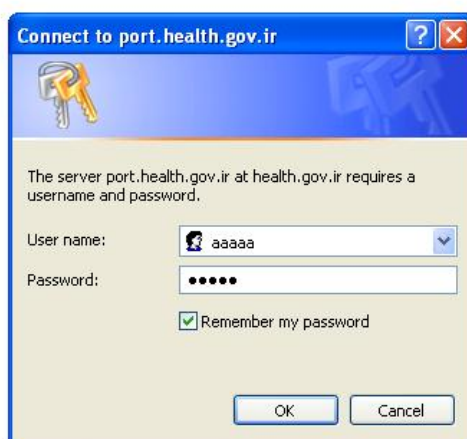 Connect to port.health.gov.ir
The server port.health.gov.ir at health.gov.ir requires a
username and password.
User name: aaaaa
Password: •••••
Remember my password
OK Cancel